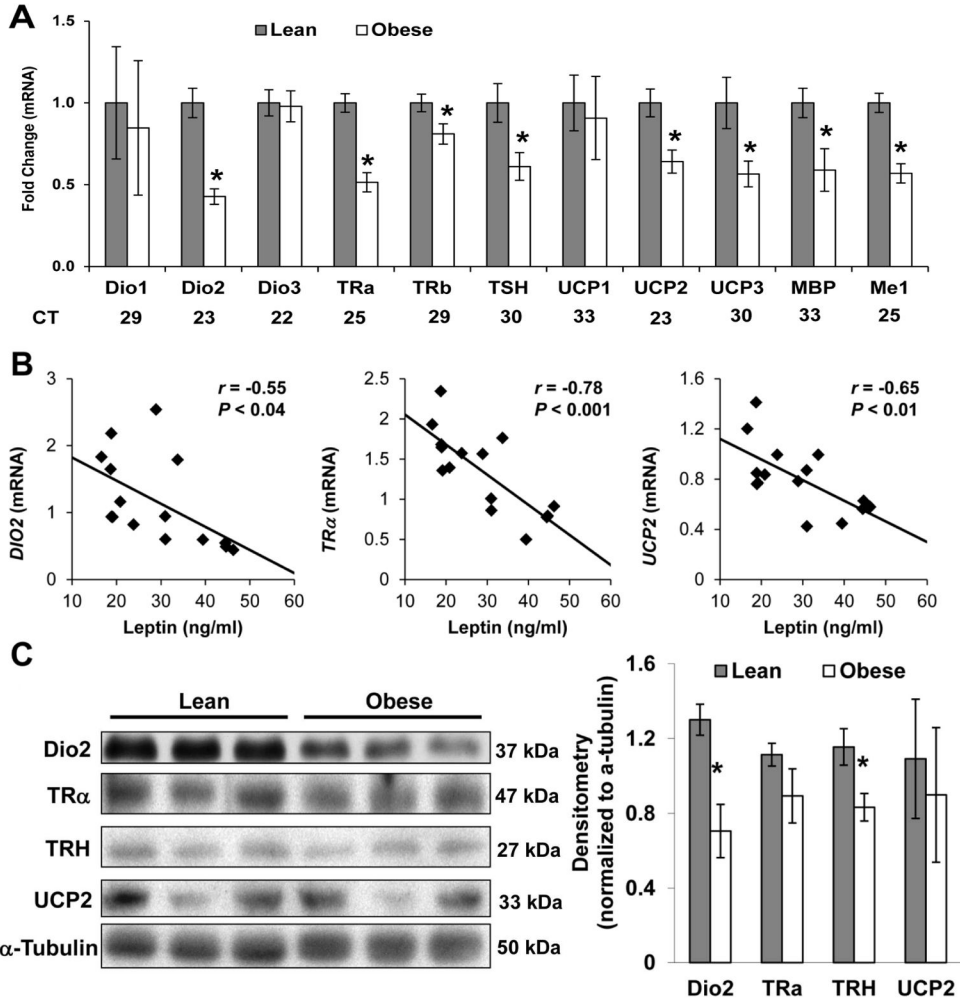 A
1.5
1.0
0.5
0.0
Fold Change (mRNA)
Lean Obese
* * * * * * * *
Dio1 Dio2 Dio3 TRa TRb TSH UCP1 UCP2 UCP3 MBP Me1
CT 29 23 22 25 29 30 33 23 30 33 25
B
3
2
1
0
DIO2 (mRNA)
r = -0.55
P < 0.04
10 20 30 40 50 60
Leptin (ng/ml)
2.5
2
1.5
1
0.5
0
TRα (mRNA)
r = -0.78
P < 0.001
10 20 30 40 50 60
Leptin (ng/ml)
1.6
1.2
0.8
0.4
0
UCP2 (mRNA)
r = -0.65
P < 0.01
10 20 30 40 50 60
Leptin (ng/ml)
C
Lean Obese
Dio2 37 kDa
TRα 47 kDa
TRH 27 kDa
UCP2 33 kDa
α-Tubulin 50 kDa
Densitometry
(normalized to a-tubulin)
1.6
1.2
0.8
0.4
0
Lean Obese
* *
Dio2 TRa TRH UCP2